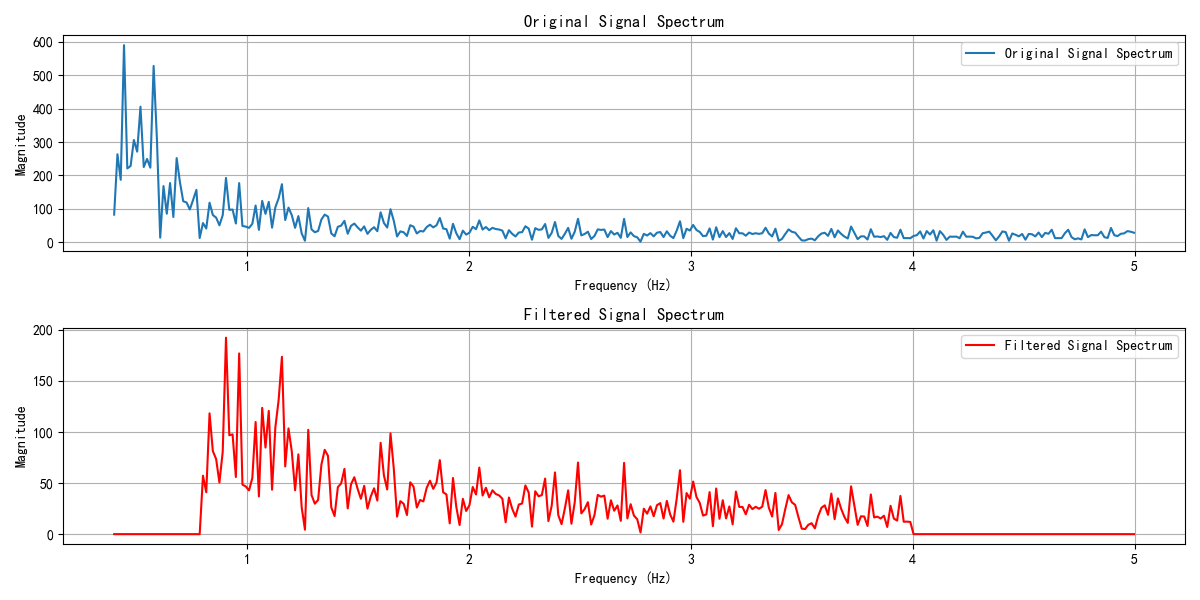 Original Signal Spectrum
600
500
400
300
200
100
0
Magnitude
Original Signal Spectrum
1
2
3
4
5
Frequency (Hz)
Filtered Signal Spectrum
200
150
100
50
0
Magnitude
Filtered Signal Spectrum
1
2
3
4
5
Frequency (Hz)